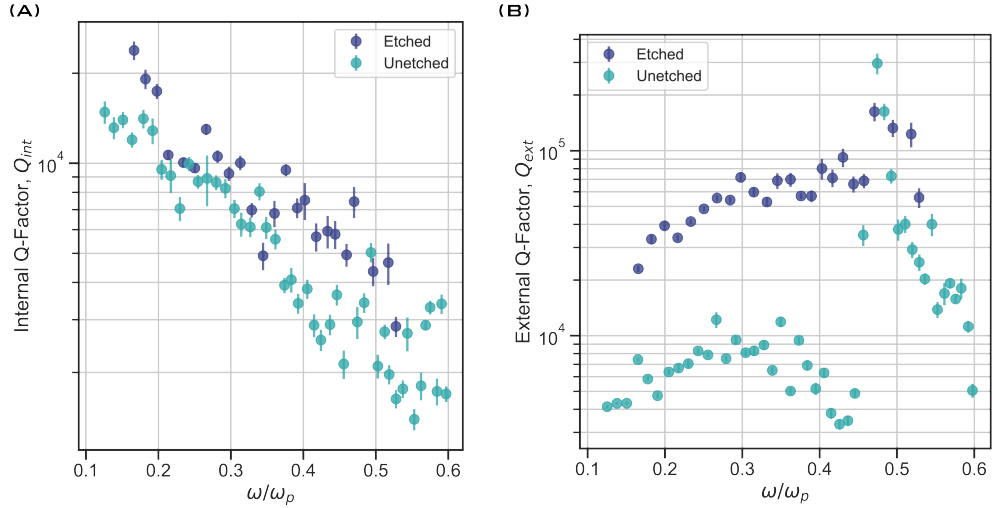 (A)
Etched
Unetched
Internal Q-Factor, Q_int
10^4
0.1 0.2 0.3 0.4 0.5 0.6
ω/ω_p
(B)
Etched
Unetched
External Q-Factor, Q_ext
10^5
10^4
0.1 0.2 0.3 0.4 0.5 0.6
ω/ω_p